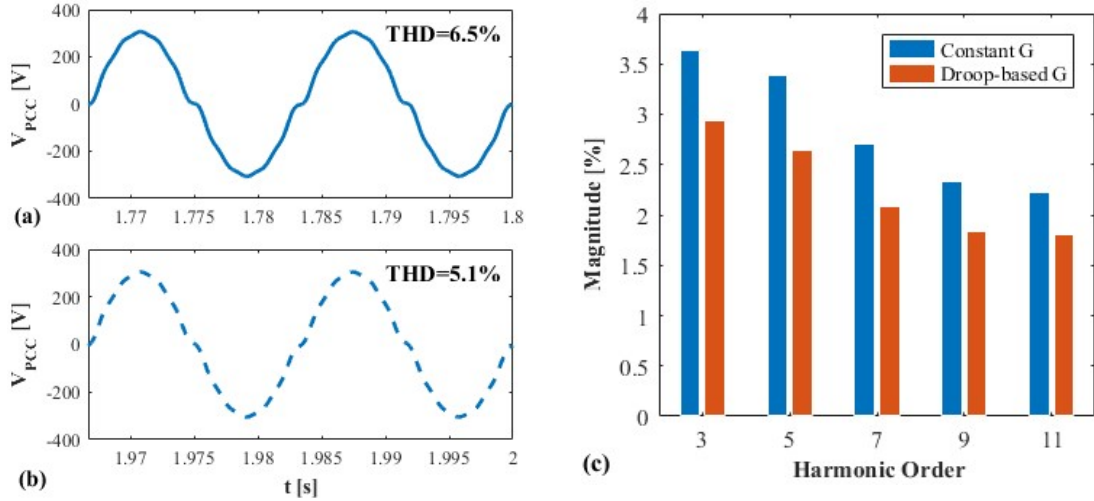 400
200
0
-200
-400
V_PCC [V]
THD=6.5%
1.77 1.775 1.78 1.785 1.79 1.795 1.8
(a)
400
200
0
-200
-400
V_PCC [V]
THD=5.1%
1.97 1.975 1.98 1.985 1.99 1.995 2
t [s]
(b)
4
3.5
3
2.5
2
1.5
1
0.5
0
Magnitude [%]
Constant G
Droop-based G
3 5 7 9 11
Harmonic Order
(c)